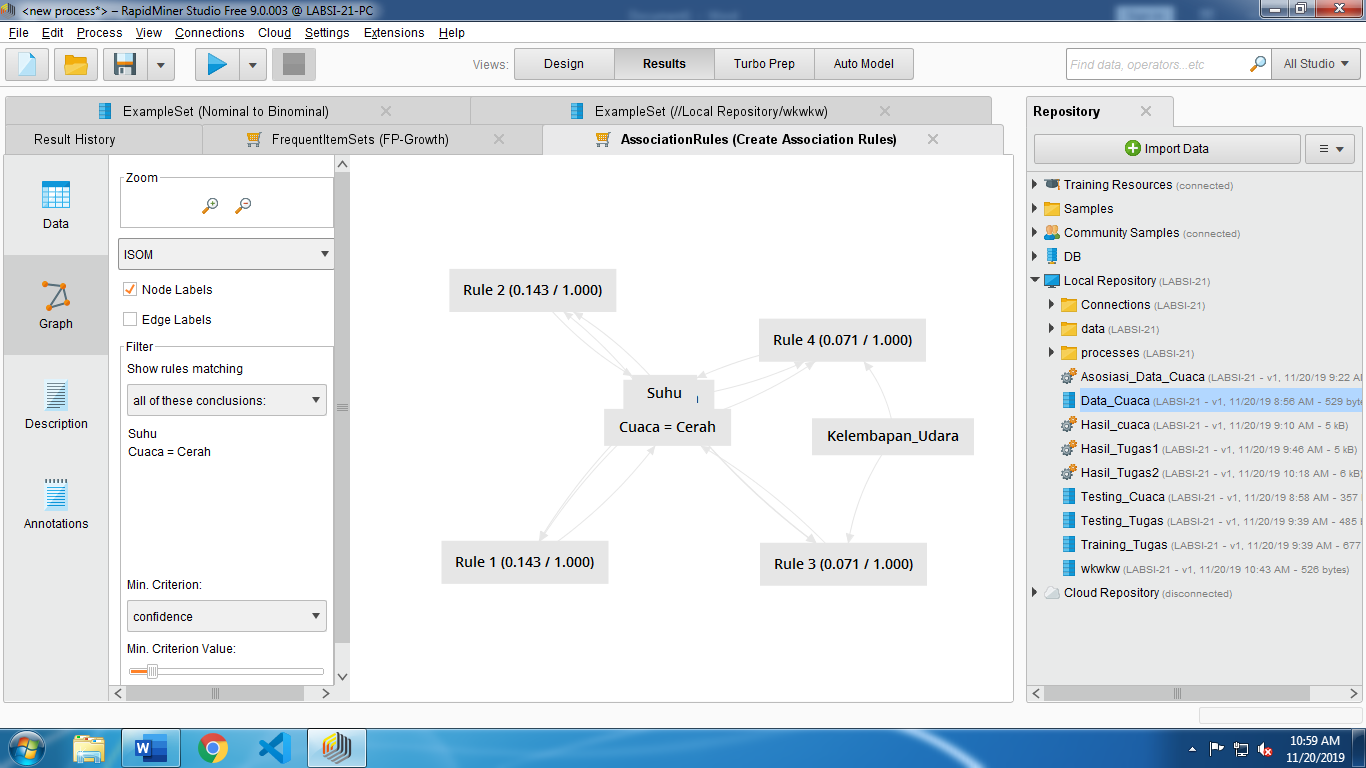 <new process*> – RapidMiner Studio Free 9.0.003 @ LABSI-21-PC
File Edit Process View Connections Cloud Settings Extensions Help
Views: Design Results Turbo Prep Auto Model
Find data, operators...etc
All Studio
ExampleSet (Nominal to Binominal)
ExampleSet (//Local Repository/wkwkw)
Result History
FrequentItemSets (FP-Growth)
AssociationRules (Create Association Rules)
Data
Graph
Description
Annotations
Zoom
ISOM
Node Labels
Edge Labels
Filter
Show rules matching
all of these conclusions:
Suhu
Cuaca = Cerah
Min. Criterion:
confidence
Min. Criterion Value:
Rule 2 (0.143 / 1.000)
Rule 4 (0.071 / 1.000)
Suhu
Cuaca = Cerah
Kelembapan_Udara
Rule 1 (0.143 / 1.000)
Rule 3 (0.071 / 1.000)
Repository
Import Data
Training Resources (connected)
Samples
Community Samples (connected)
DB
Local Repository (LABSI-21)
Connections (LABSI-21)
data (LABSI-21)
processes (LABSI-21)
Asosiasi_Data_Cuaca (LABSI-21 - v1, 11/20/19 9:22 A
Data_Cuaca (LABSI-21 - v1, 11/20/19 8:56 AM - 529 byt
Hasil_cuaca (LABSI-21 - v1, 11/20/19 9:10 AM - 5 kB)
Hasil_Tugas1 (LABSI-21 - v1, 11/20/19 9:46 AM - 5 kB)
Hasil_Tugas2 (LABSI-21 - v1, 11/20/19 10:18 AM - 6 kB)
Testing_Cuaca (LABSI-21 - v1, 11/20/19 8:58 AM - 357
Testing_Tugas (LABSI-21 - v1, 11/20/19 9:39 AM - 485 b
Training_Tugas (LABSI-21 - v1, 11/20/19 9:39 AM - 677
wkwkw (LABSI-21 - v1, 11/20/19 10:43 AM - 526 bytes)
Cloud Repository (disconnected)
10:59 AM
11/20/2019